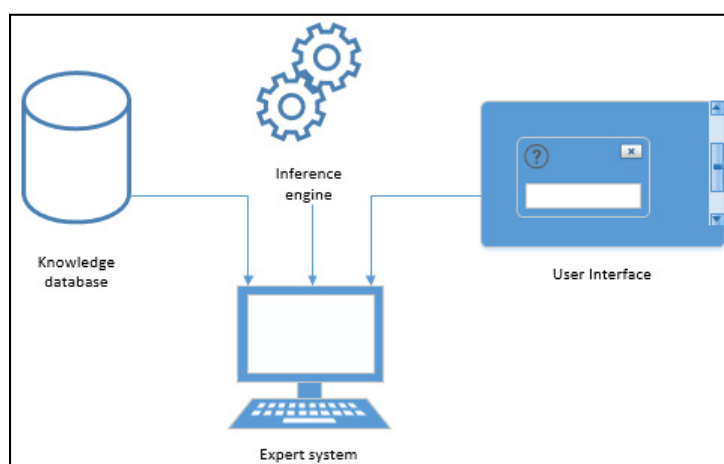 Inference
engine
Knowledge
database
User Interface
?
Expert system